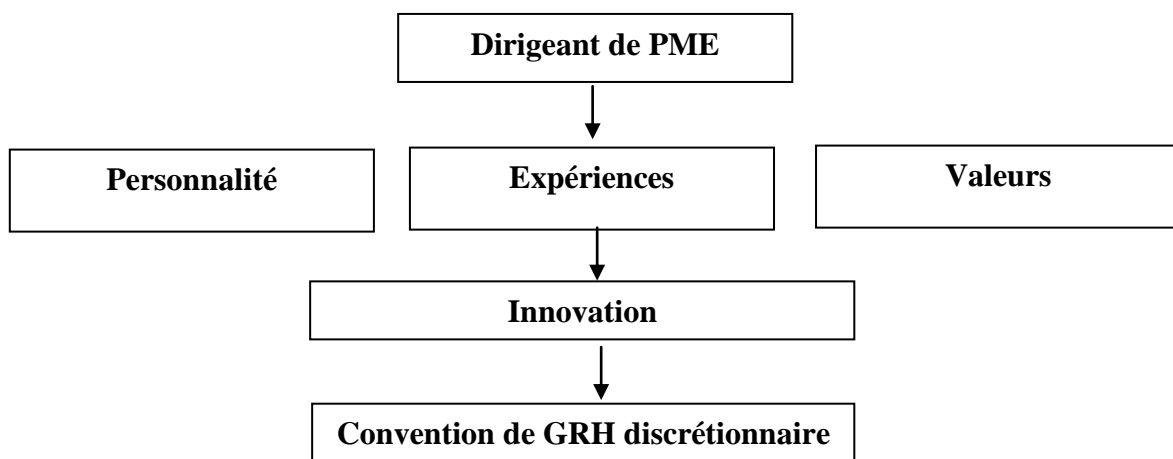 Dirigeant de PME
Personnalité
Expériences
Valeurs
Innovation
Convention de GRH discrétionnaire